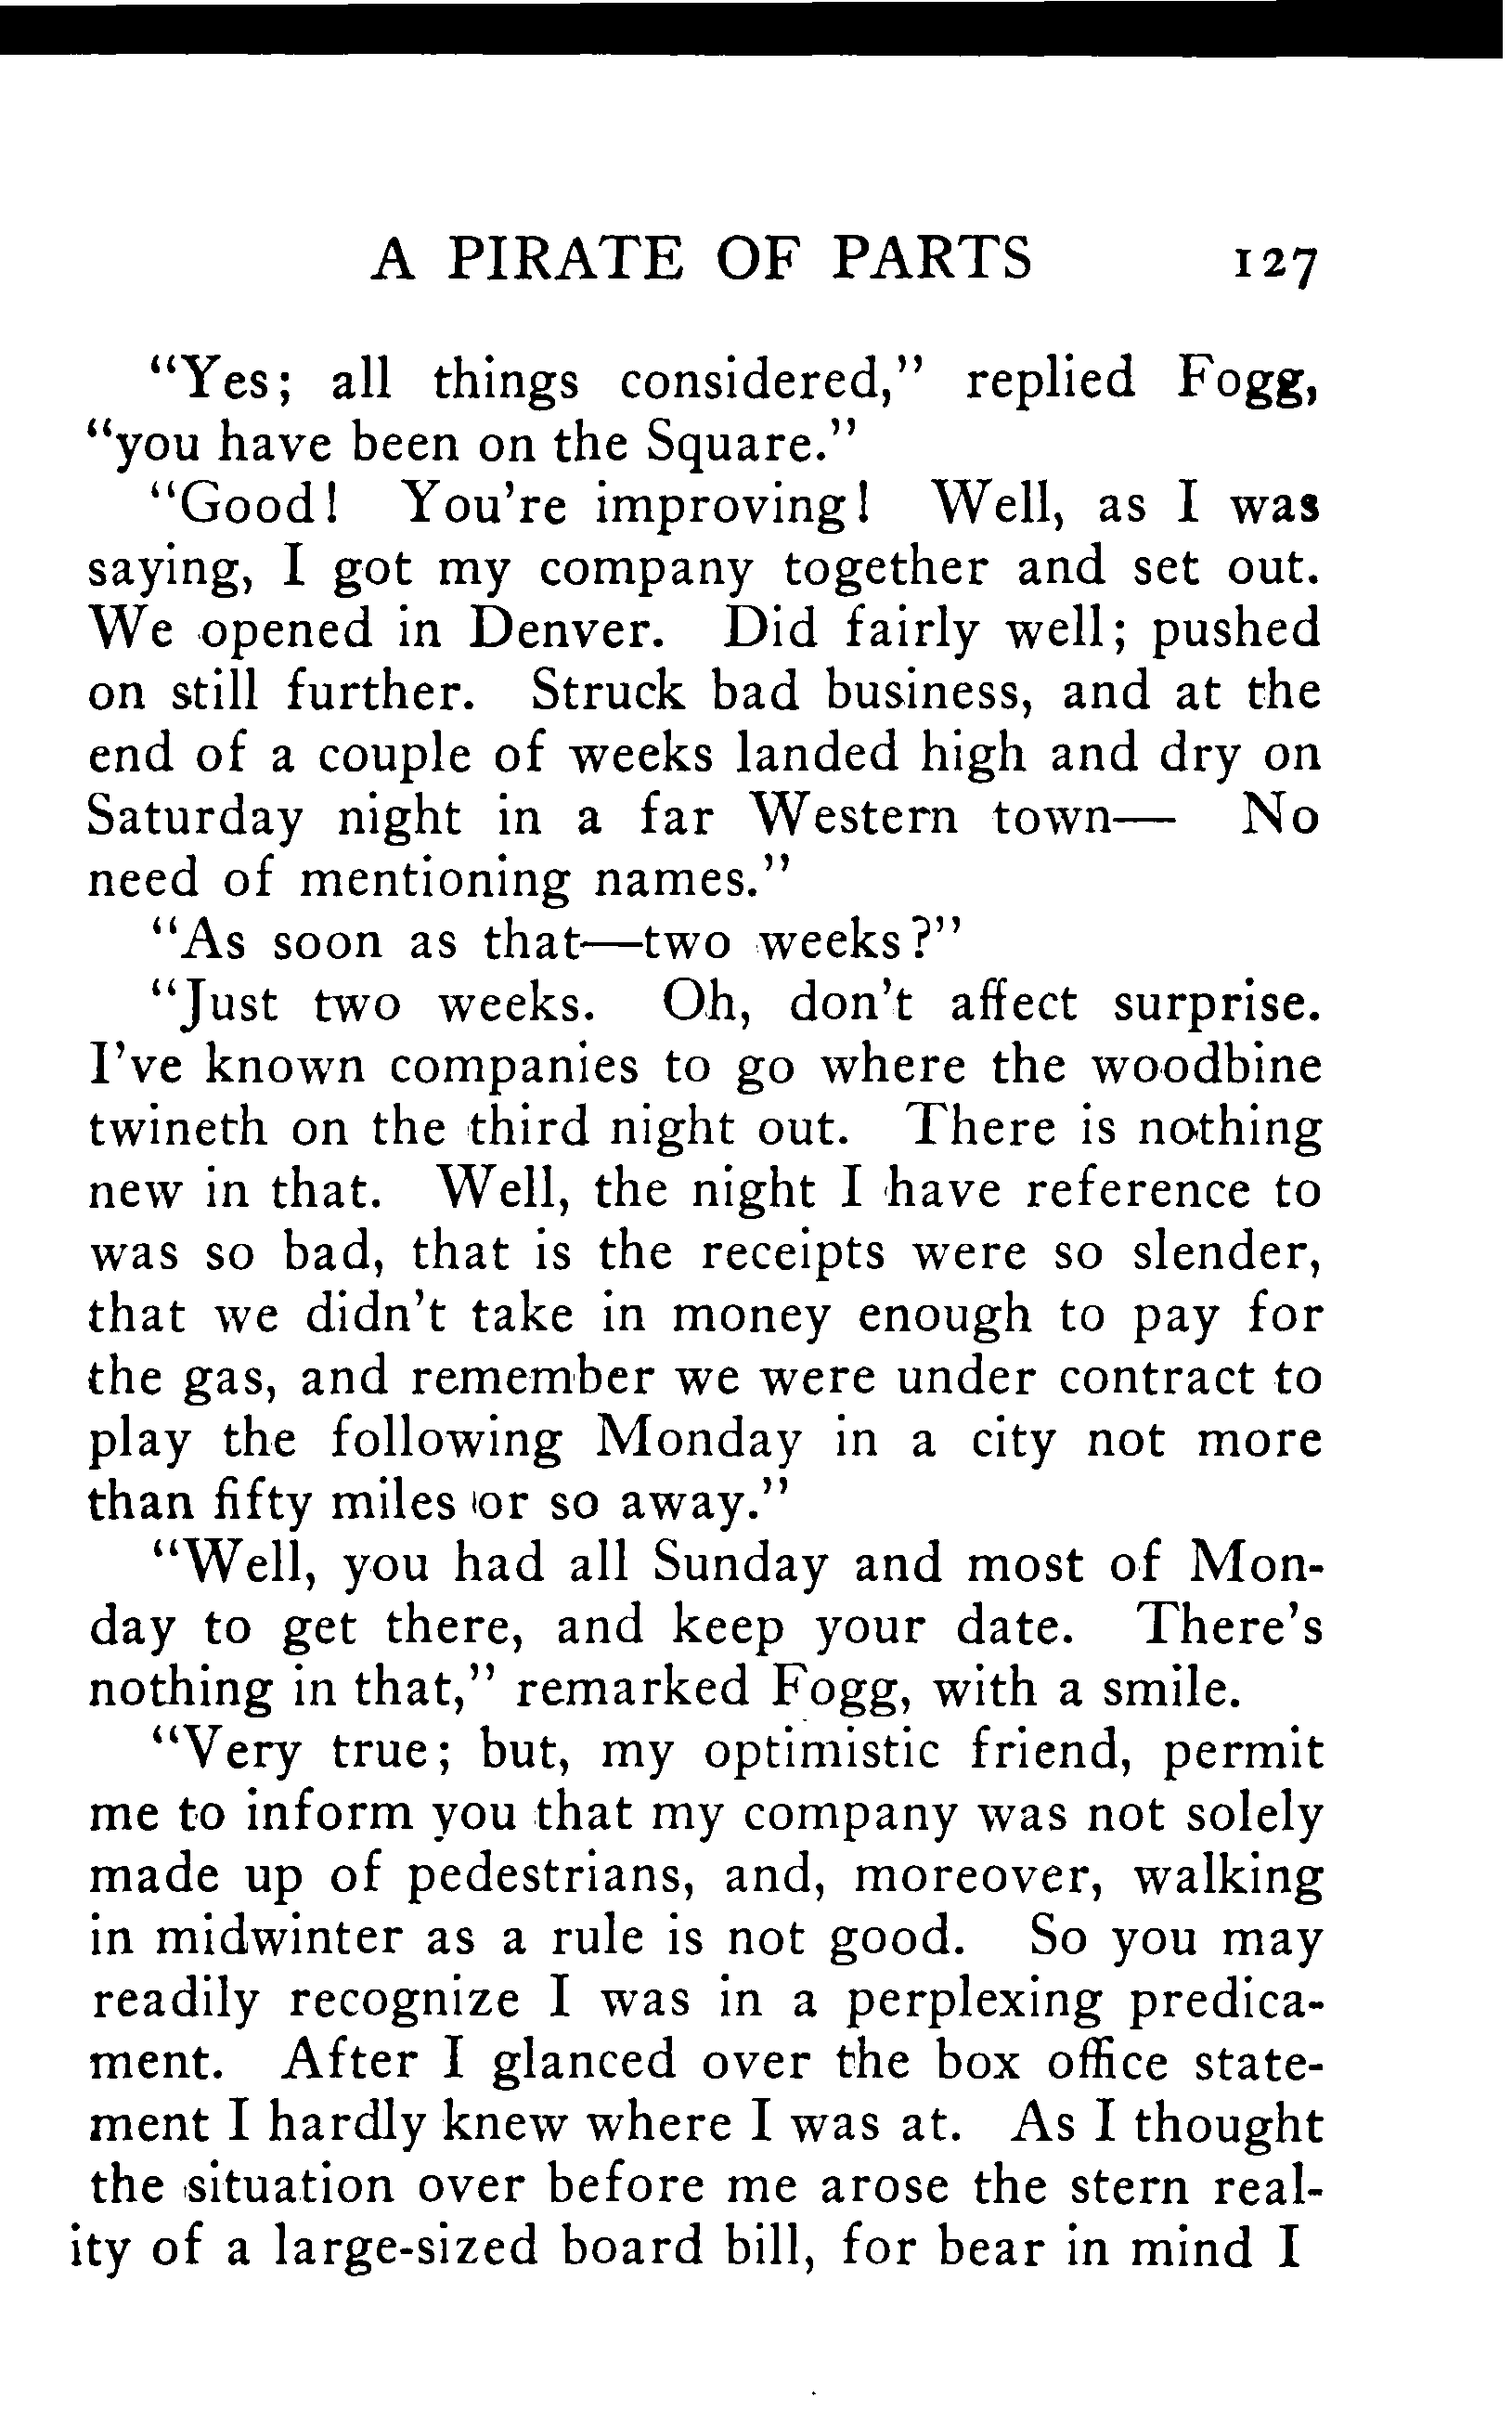 A PIRATE OF PARTS 127
"Yes; all things considered," replied Fogg,
"you have been on the Square."
"Good! You're improving! Well, as I was
saying, I got my company together and set out.
We opened in Denver. Did fairly well; pushed
on still further. Struck bad business, and at the
end of a couple of weeks landed high and dry on
Saturday night in a far Western town— No
need of mentioning names."
"As soon as that—two weeks?"
"Just two weeks. Oh, don't affect surprise.
I've known companies to go where the woodbine
twineth on the third night out. There is nothing
new in that. Well, the night I have reference to
was so bad, that is the receipts were so slender,
that we didn't take in money enough to pay for
the gas, and remember we were under contract to
play the following Monday in a city not more
than fifty miles or so away."
"Well, you had all Sunday and most of Mon-
day to get there, and keep your date. There's
nothing in that," remarked Fogg, with a smile.
"Very true; but, my optimistic friend, permit
me to inform you that my company was not solely
made up of pedestrians, and, moreover, walking
in midwinter as a rule is not good. So you may
readily recognize I was in a perplexing predica-
ment. After I glanced over the box office state-
ment I hardly knew where I was at. As I thought
the situation over before me arose the stern real-
ity of a large-sized board bill, for bear in mind I